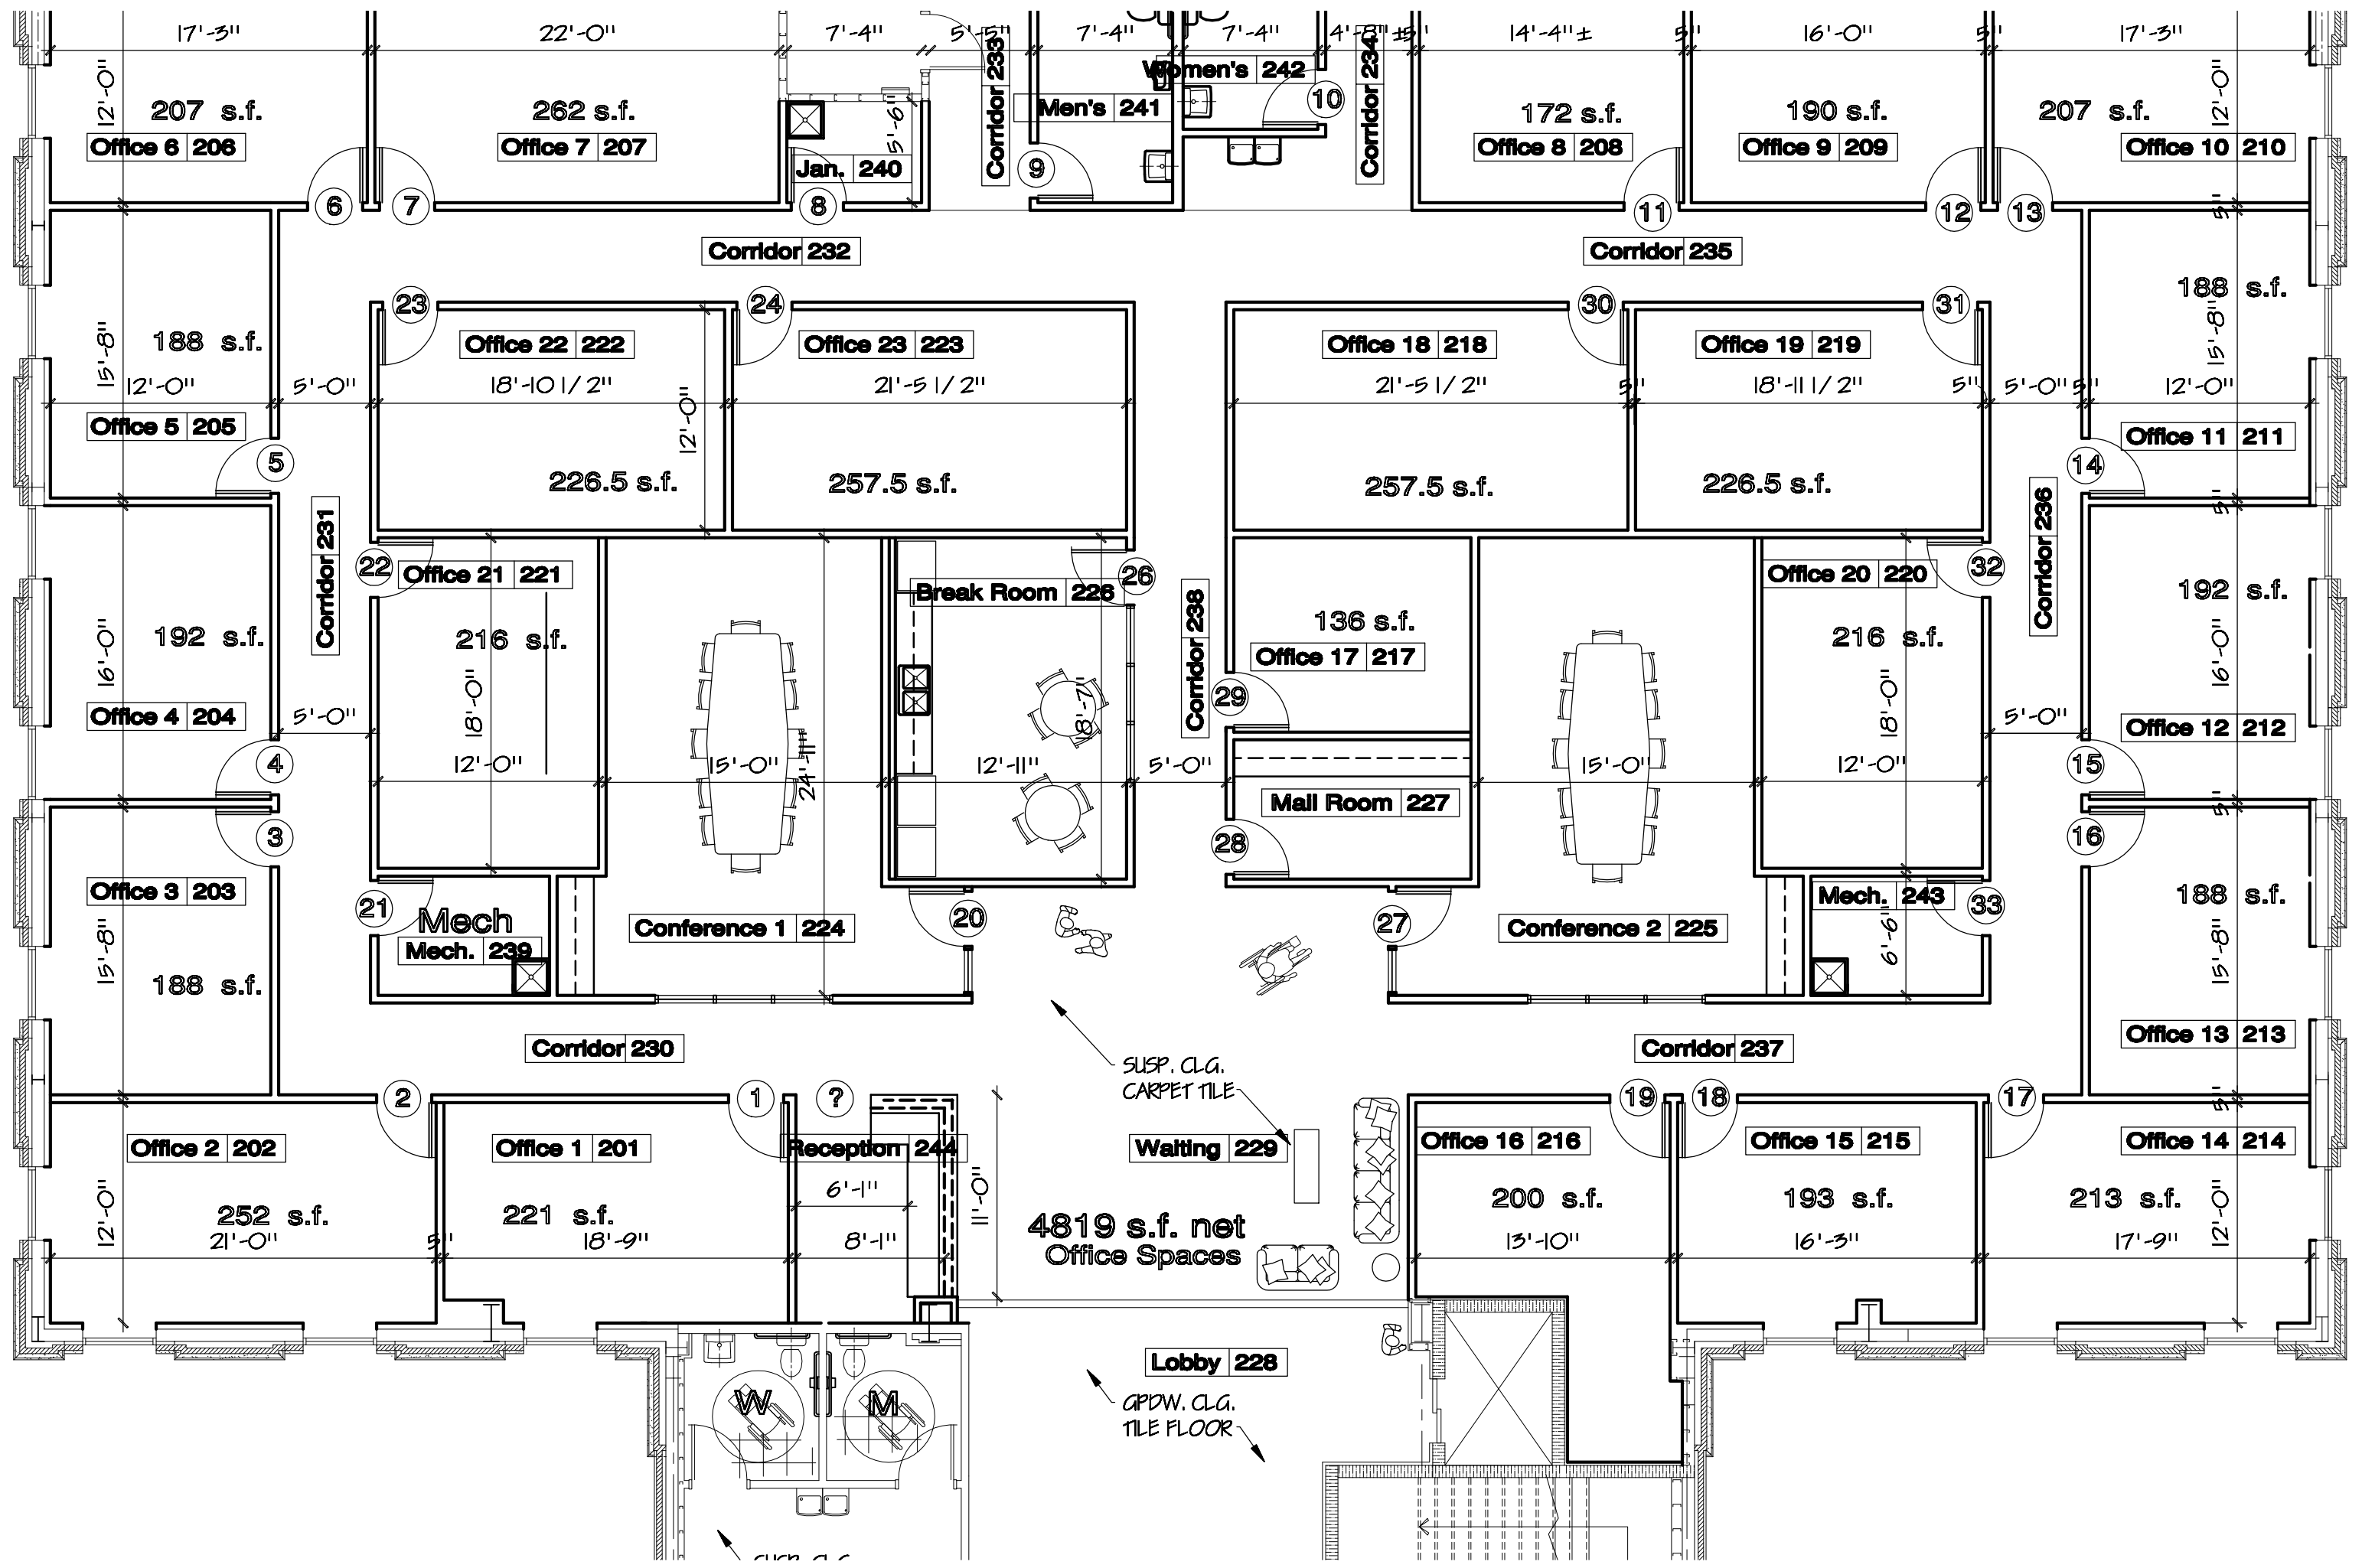 17'-3" 22'-0" 7'-4" 5'-5" 7'-4" 7'-4" 4'-8"± 5" 14'-4"± 5" 16'-0" 5" 17'-3"
12'-0" 207 s.f. 262 s.f. 5'-6" Corridor 233 Women's 242 10 Corridor 234 172 s.f. 190 s.f. 207 s.f. 12'-0"
Men's 241
Office 6 206 Office 7 207 Jan. 240 9 Office 8 208 Office 9 209 Office 10 210
6 7 8 11 12 13 5"
Corridor 232 Corridor 235
188 s.f.
23 24 30 31
188 s.f. 15'-8" Office 22 222 Office 23 223 Office 18 218 Office 19 219 15'-8"
12'-0" 5'-0" 18'-10 1/2" 21'-5 1/2" 21'-5 1/2" 5" 18'-11 1/2" 5" 5'-0" 5" 12'-0"
Office 5 205 12'-0" Office 11 211
5 14
226.5 s.f. 257.5 s.f. 257.5 s.f. 226.5 s.f.
5"
Corridor 231 22 Office 21 221 Break Room 226 26 Office 20 220 32 Corridor 236 192 s.f.
192 s.f. 16'-0" 216 s.f. Corridor 238 136 s.f. 216 s.f. 16'-0"
Office 17 217
Office 4 204 5'-0" 18'-0" 18'-7" 29 18'-0" 5'-0" Office 12 212
4 12'-0" 15'-0" 24'-11" 12'-11" 5'-0" 15'-0" 12'-0" 15
Mail Room 227 5"
3 28 16
Office 3 203 Mech. 243 188 s.f.
21 Mech 20 27 33
Conference 1 224 Conference 2 225
15'-8" Mech. 239 6'-6" 15'-8"
188 s.f.
Office 13 213
Corridor 230 Corridor 237
SUSP. CLG.
CARPET TILE
2 1 ? 19 18 17 5"
Office 2 202 Office 1 201 Reception 244 Waiting 229 Office 16 216 Office 15 215 Office 14 214
6'-1" 11'-0" 200 s.f. 193 s.f. 213 s.f.
12'-0" 252 s.f. 221 s.f. 4819 s.f. net 12'-0"
21'-0" 5" 18'-9" 8'-1" Office Spaces 13'-10" 16'-3" 17'-9"
Lobby 228
W M GPDW. CLG.
TILE FLOOR
SUSP. CLG.